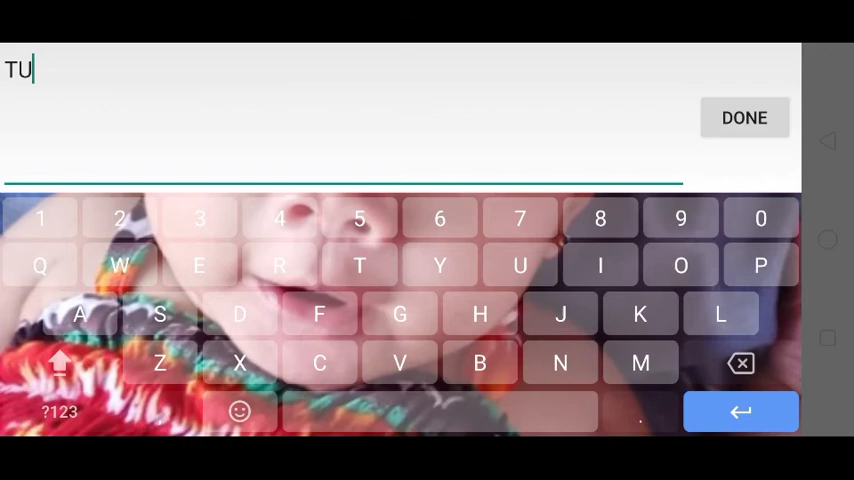 TU
DONE
1 2 3 4 5 6 7 8 9 0
Q W E R T Y U I O P
A S D F G H J K L
Z X C V B N M
?123 , .